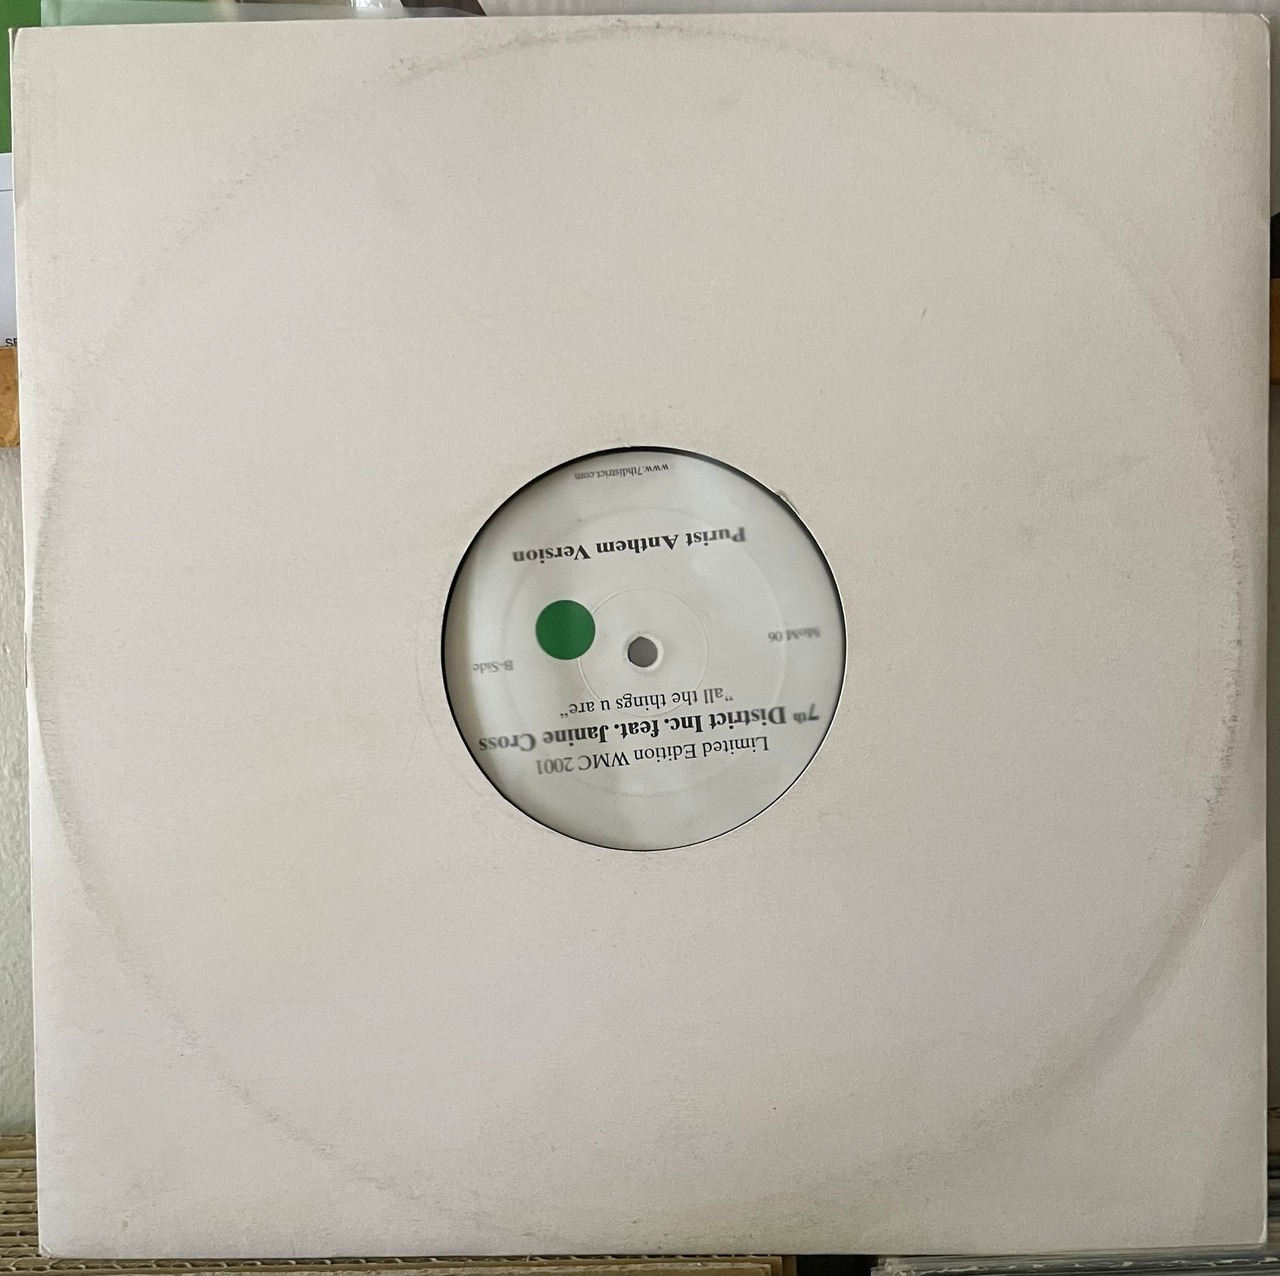 Limited Edition WMC 2001
7th District Inc. feat. Janine Cross
"all the things u are"
B-Side
MoM 06
Purist Anthem Version
www.7thdistrict.com